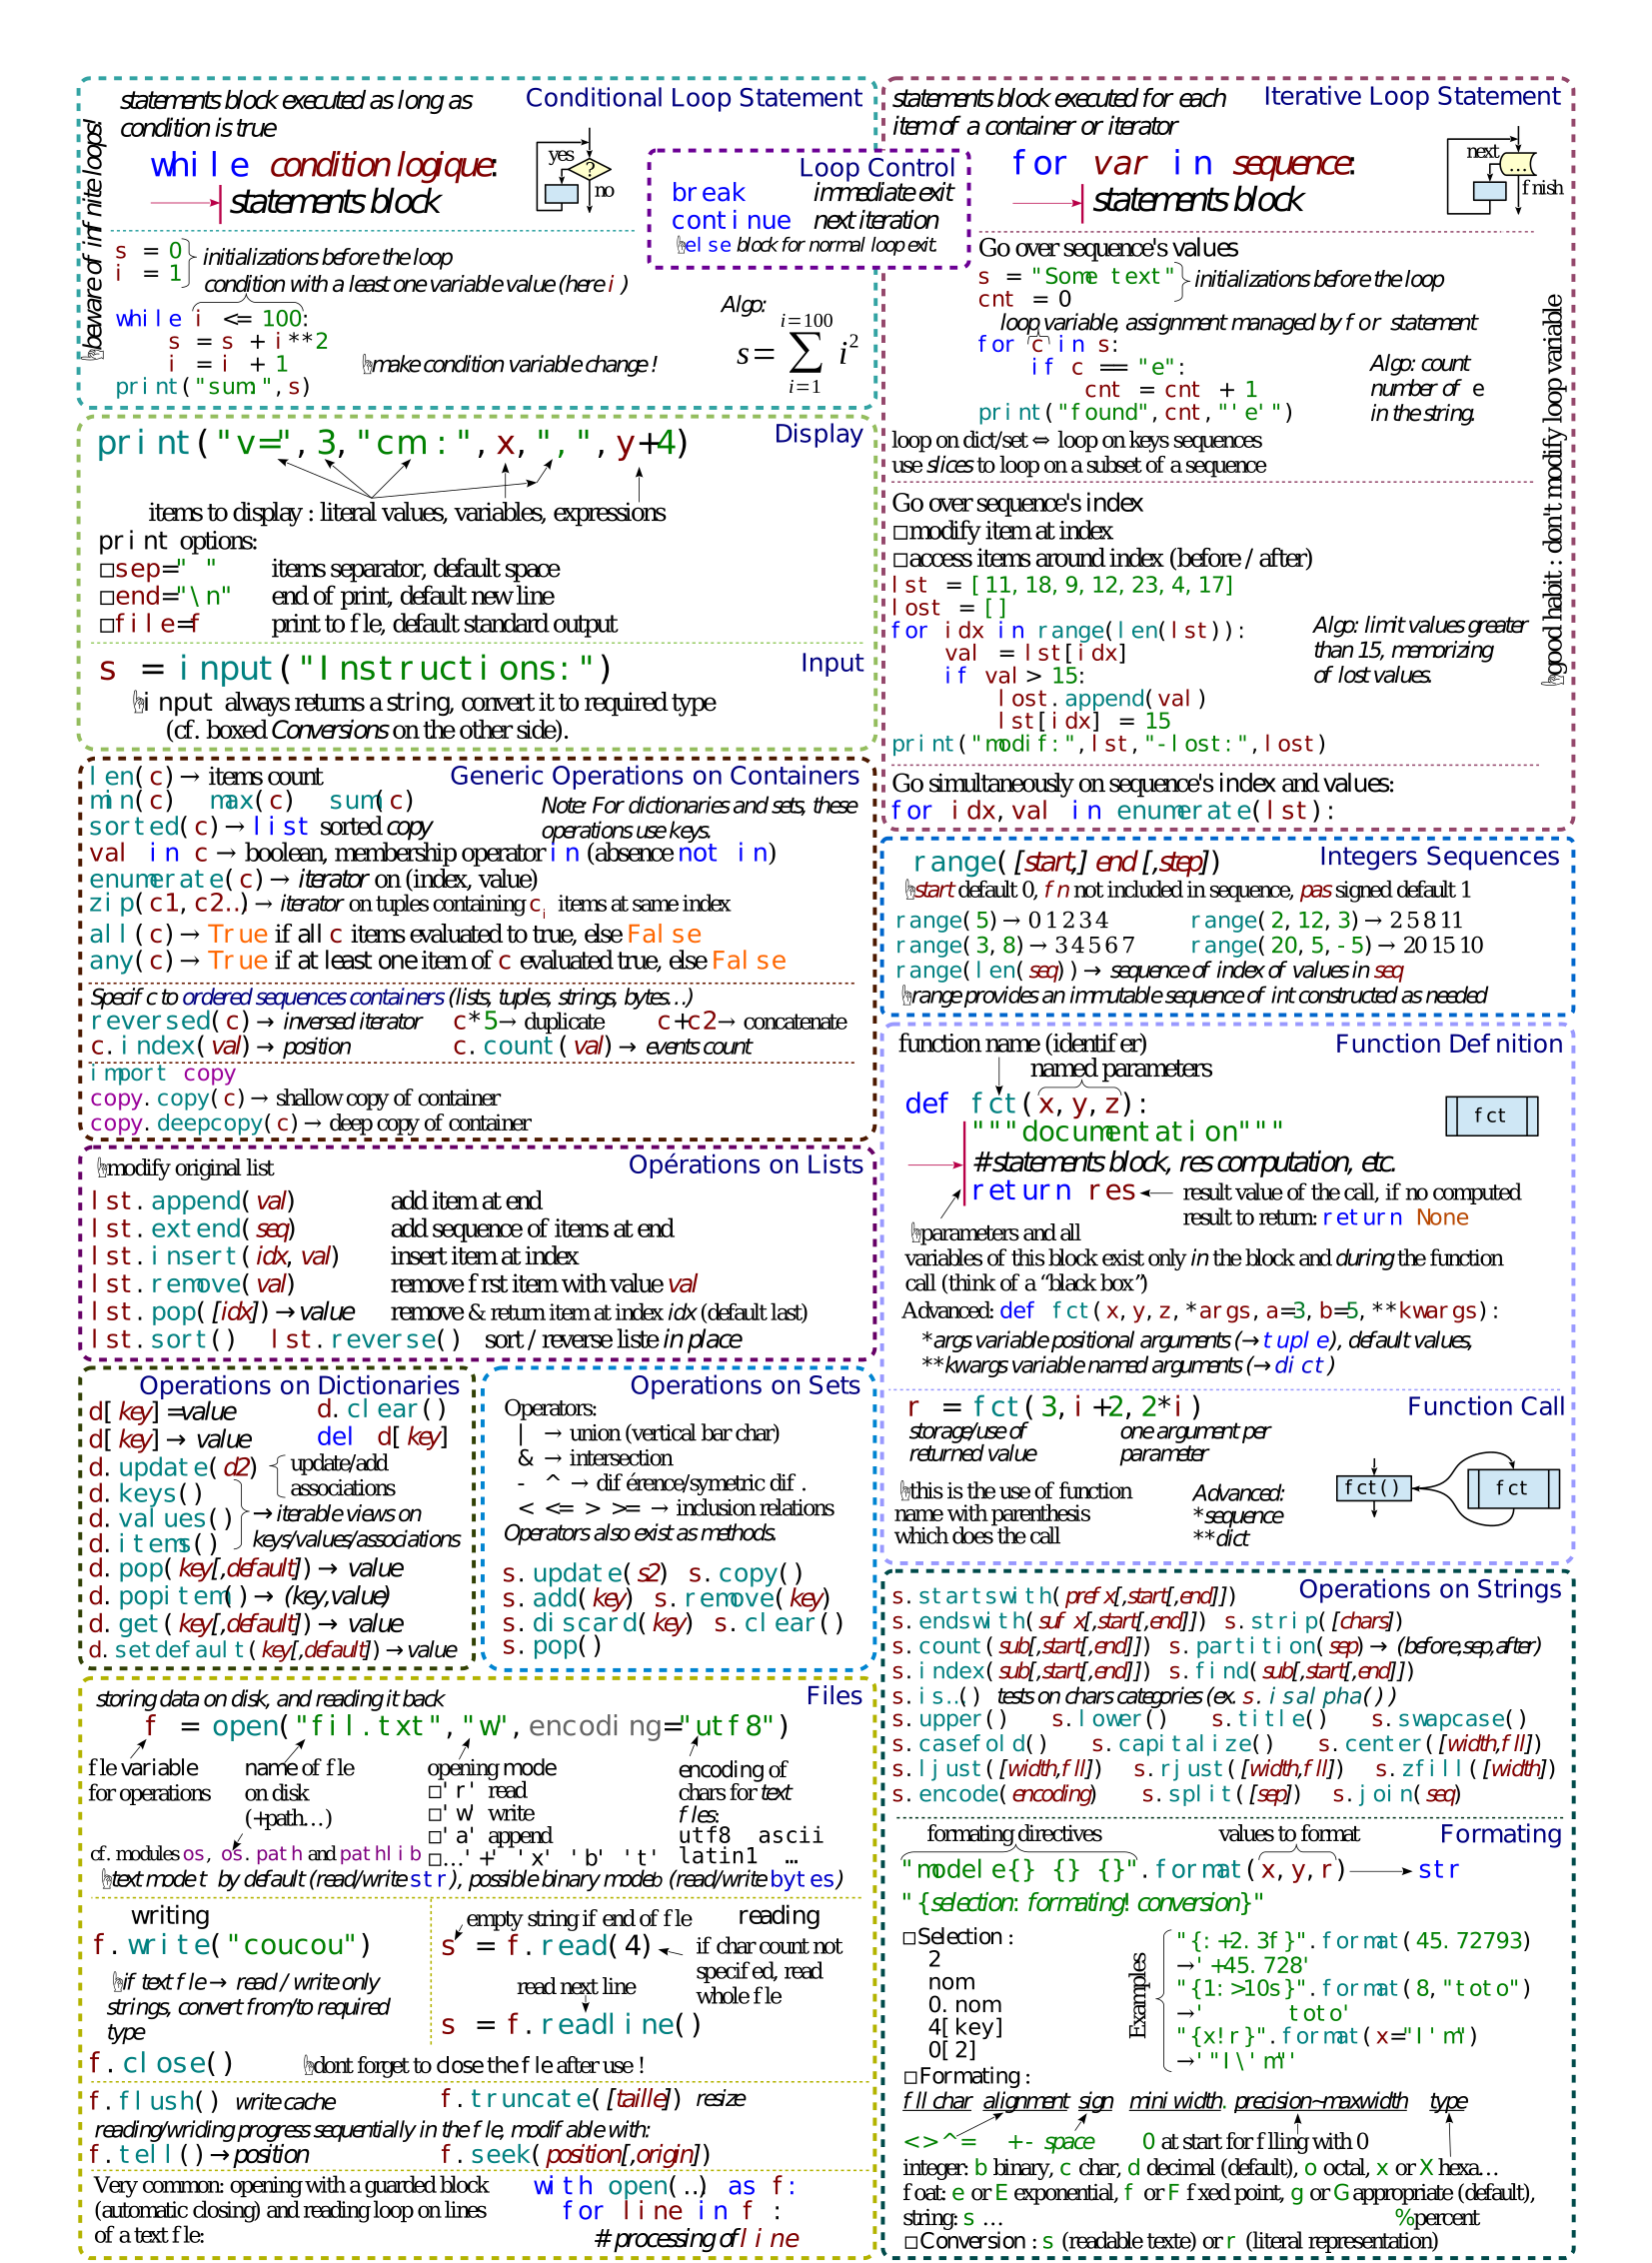 Conditional Loop Statement
statements block executed as long as
condition is true
while condition logique:
statements block
yes
?
no
☝beware of infinite loops!
s = 0
i = 1
initializations before the loop
condition with a least one variable value (here i )
while i <= 100:
s = s + i**2
i = i + 1
☝make condition variable change !
print("sum:",s)
Algo:
i=100
s=∑ i²
i=1
Loop Control
break immediate exit
continue next iteration
☝else block for normal loop exit.
Iterative Loop Statement
statements block executed for each
item of a container or iterator
for var in sequence:
statements block
next
...
finish
Go over sequence's values
s = "Some text"
cnt = 0
initializations before the loop
loop variable, assignment managed by for statement
for c in s:
if c == "e":
cnt = cnt + 1
print("found",cnt,"'e'")
Algo: count
number of e
in the string.
loop on dict/set ⇔ loop on keys sequences
use slices to loop on a subset of a sequence
Go over sequence's index
□modify item at index
□access items around index (before / after)
lst = [11,18,9,12,23,4,17]
lost = []
for idx in range(len(lst)):
val = lst[idx]
if val > 15:
lost.append(val)
lst[idx] = 15
print("modif:",lst,"-lost:",lost)
Algo: limit values greater
than 15, memorizing
of lost values.
Go simultaneously on sequence's index and values:
for idx,val in enumerate(lst):
☝good habit : don't modify loop variable
Display
print("v=",3,"cm :",x,",",y+4)
items to display : literal values, variables, expressions
print options:
□sep=" " items separator, default space
□end="\n" end of print, default new line
□file=f print to file, default standard output
Input
s = input("Instructions:")
☝input always returns a string, convert it to required type
(cf. boxed Conversions on the other side).
Generic Operations on Containers
len(c)→ items count
min(c) max(c) sum(c)
sorted(c)→ list sorted copy
Note: For dictionaries and sets, these
operations use keys.
val in c → boolean, membership operator in (absence not in)
enumerate(c)→ iterator on (index, value)
zip(c1,c2…)→ iterator on tuples containing cᵢ items at same index
all(c)→ True if all c items evaluated to true, else False
any(c)→ True if at least one item of c evaluated true, else False
Specific to ordered sequences containers (lists, tuples, strings, bytes…)
reversed(c)→ inversed iterator c*5→ duplicate c+c2→ concatenate
c.index(val)→ position c.count(val)→ events count
import copy
copy.copy(c)→ shallow copy of container
copy.deepcopy(c)→ deep copy of container
Integers Sequences
range([start,] end [,step])
☝start default 0, fin not included in sequence, pas signed default 1
range(5)→ 0 1 2 3 4 range(2,12,3)→ 2 5 8 11
range(3,8)→ 3 4 5 6 7 range(20,5,-5)→ 20 15 10
range(len(seq))→ sequence of index of values in seq
☝range provides an immutable sequence of int constructed as needed
Function Definition
function name (identifier)
named parameters
def fct(x,y,z):
"""documentation"""
# statements block, res computation, etc.
return res
result value of the call, if no computed
result to return: return None
fct
☝parameters and all
variables of this block exist only in the block and during the function
call (think of a “black box”)
Advanced: def fct(x,y,z,*args,a=3,b=5,**kwargs):
*args variable positional arguments (→tuple), default values,
**kwargs variable named arguments (→dict)
Function Call
r = fct(3,i+2,2*i)
storage/use of
returned value
one argument per
parameter
☝this is the use of function
name with parenthesis
which does the call
Advanced:
*sequence
**dict
fct()
fct
Opérations on Lists
☝modify original list
lst.append(val) add item at end
lst.extend(seq) add sequence of items at end
lst.insert(idx,val) insert item at index
lst.remove(val) remove first item with value val
lst.pop([idx])→value remove & return item at index idx (default last)
lst.sort() lst.reverse() sort / reverse liste in place
Operations on Dictionaries
d[key]=value d.clear()
d[key]→ value del d[key]
d.update(d2) update/add
associations
d.keys()
d.values()
d.items()
→iterable views on
keys/values/associations
d.pop(key[,default])→ value
d.popitem()→ (key,value)
d.get(key[,default])→ value
d.setdefault(key[,default])→value
Operations on Sets
Operators:
| → union (vertical bar char)
& → intersection
- ^ → différence/symetric diff.
< <= > >= → inclusion relations
Operators also exist as methods.
s.update(s2) s.copy()
s.add(key) s.remove(key)
s.discard(key) s.clear()
s.pop()
Operations on Strings
s.startswith(prefix[,start[,end]])
s.endswith(suffix[,start[,end]]) s.strip([chars])
s.count(sub[,start[,end]]) s.partition(sep)→ (before,sep,after)
s.index(sub[,start[,end]]) s.find(sub[,start[,end]])
s.is…() tests on chars categories (ex. s.isalpha())
s.upper() s.lower() s.title() s.swapcase()
s.casefold() s.capitalize() s.center([width,fill])
s.ljust([width,fill]) s.rjust([width,fill]) s.zfill([width])
s.encode(encoding) s.split([sep]) s.join(seq)
Files
storing data on disk, and reading it back
f = open("fil.txt","w",encoding="utf8")
file variable
for operations
name of file
on disk
(+path…)
opening mode
□'r' read
□'w' write
□'a' append
□…'+' 'x' 'b' 't'
encoding of
chars for text
files:
utf8 ascii
latin1 …
cf. modules os, os.path and pathlib
☝text mode t by default (read/write str), possible binary mode b (read/write bytes)
writing
f.write("coucou")
☝if text file → read / write only
strings, convert from/to required
type
empty string if end of file
reading
s = f.read(4)
if char count not
specified, read
whole file
read next line
s = f.readline()
f.close() ☝dont forget to close the file after use !
f.flush() write cache f.truncate([taille]) resize
reading/wriding progress sequentially in the file, modifiable with:
f.tell()→position f.seek(position[,origin])
Very common: opening with a guarded block
(automatic closing) and reading loop on lines
of a text file:
with open(…) as f:
for line in f :
# processing of line
Formating
formating directives values to format
"modele{} {} {}".format(x,y,r) str
"{selection:formating!conversion}"
□Selection :
2
nom
0.nom
4[key]
0[2]
Examples
"{:+2.3f}".format(45.72793)
→'+45.728'
"{1:>10s}".format(8,"toto")
→' toto'
"{x!r}".format(x="I'm")
→'"I\'m"'
□Formating :
fill char alignment sign mini width.precision~maxwidth type
<>^= + - space 0 at start for filling with 0
integer: b binary, c char, d decimal (default), o octal, x or X hexa…
float: e or E exponential, f or F fixed point, g or G appropriate (default),
string: s … %percent
□Conversion : s (readable texte) or r (literal representation)